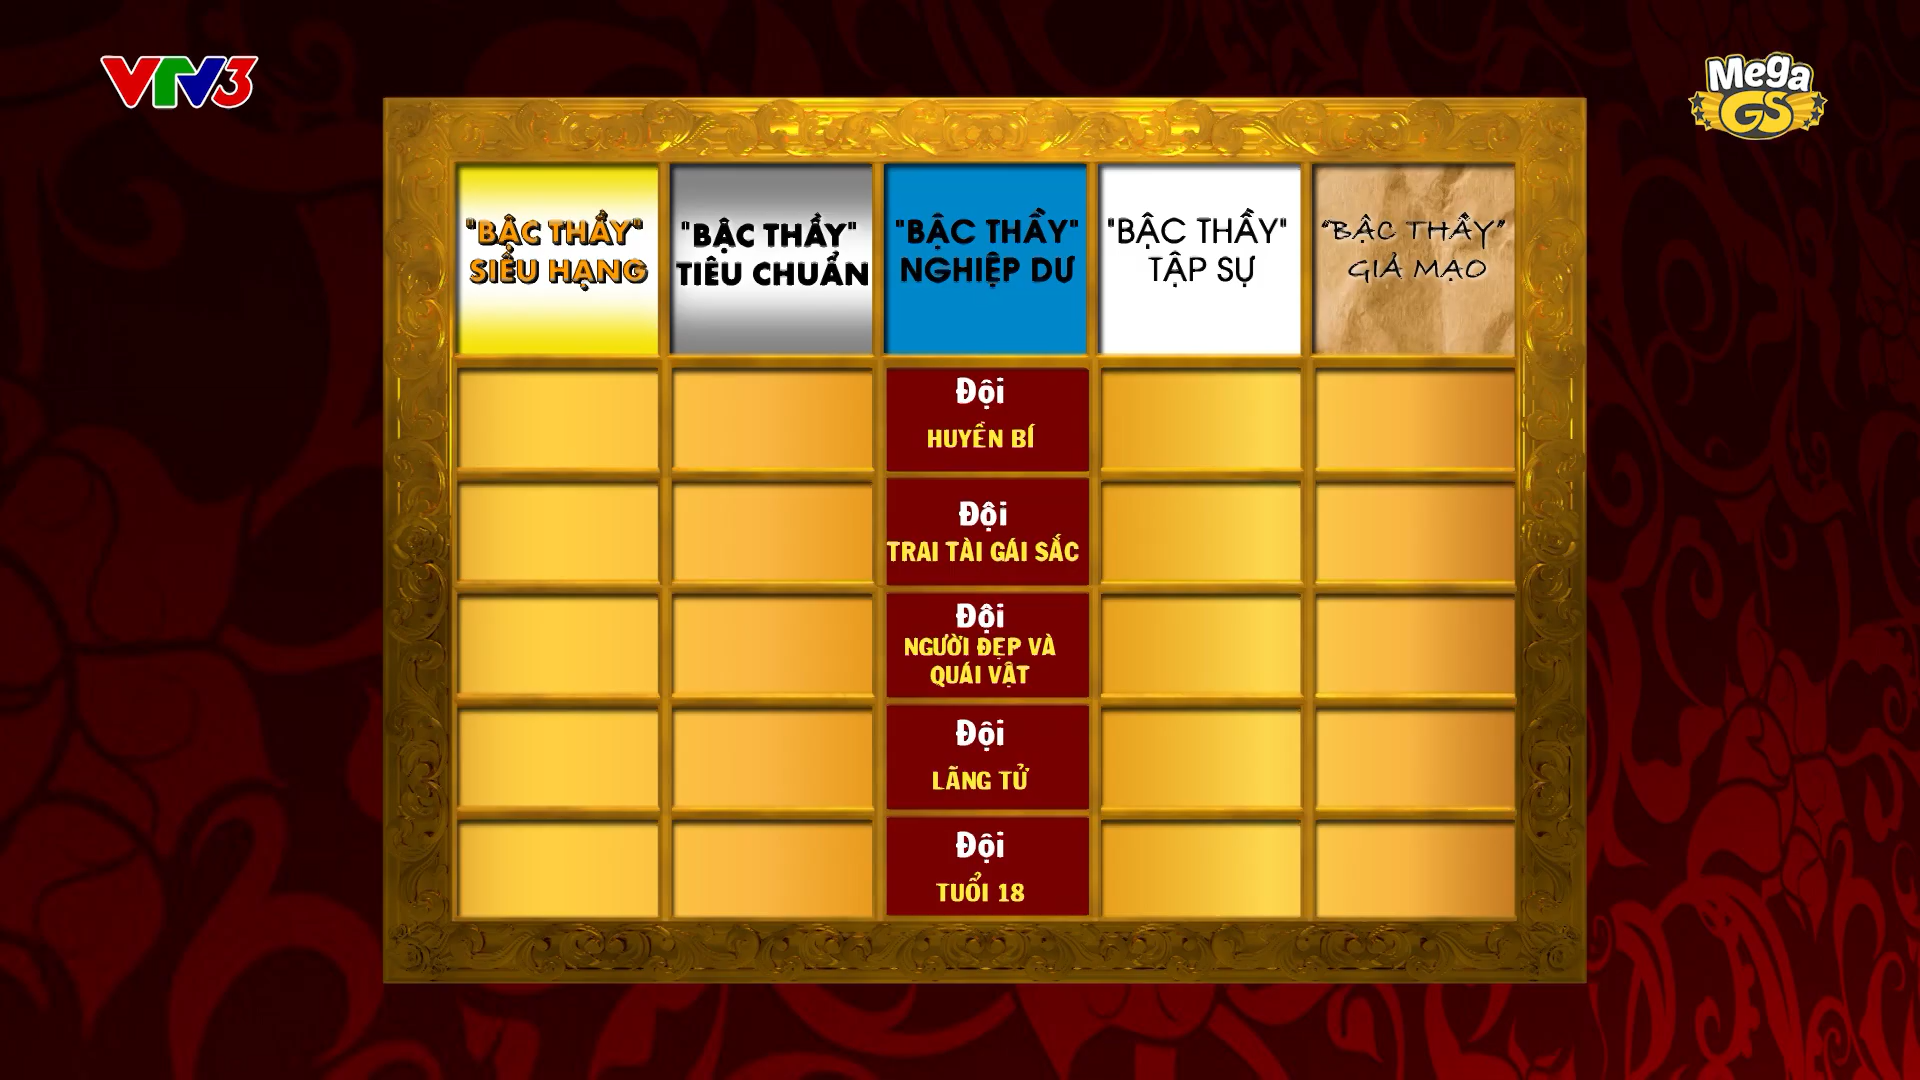 VTV3
Mega
GS
"BẬC THẦY"
SIÊU HẠNG
"BẬC THẦY"
TIÊU CHUẨN
"BẬC THẦY"
NGHIỆP DƯ
"BẬC THẦY"
TẬP SỰ
“BẬC THẦY”
GIẢ MẠO
Đội
HUYỀN BÍ
Đội
TRAI TÀI GÁI SẮC
Đội
NGƯỜI ĐẸP VÀ
QUÁI VẬT
Đội
LÃNG TỬ
Đội
TUỔI 18